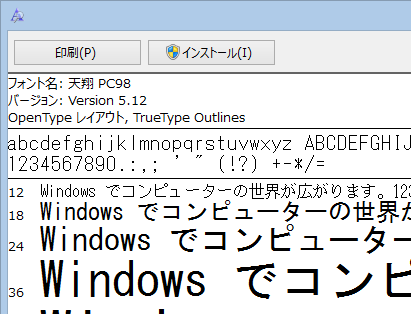 印刷(P) インストール(I)
フォント名: 天翔 PC98
バージョン: Version 5.12
OpenType レイアウト, TrueType Outlines
abcdefghijklmnopqrstuvwxyz ABCDEFGHIJ
1234567890.:,; ' " (!?) +-*/=
12 Windows でコンピューターの世界が広がります。123
18 Windows でコンピューターの世界が
24 Windows でコンピューター
36 Windows でコンピ